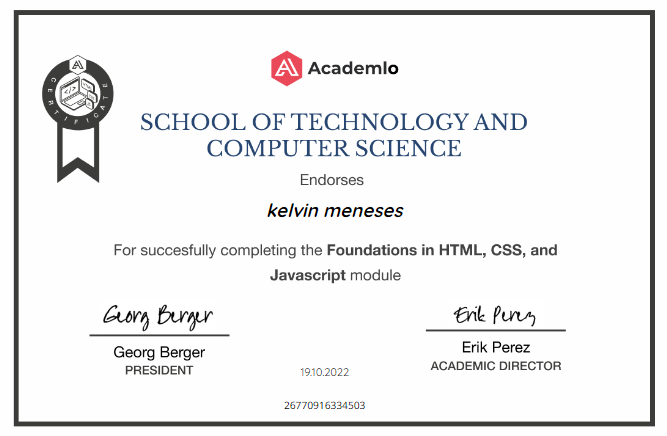 Academlo
CERTIFICATE
</>
SCHOOL OF TECHNOLOGY AND
COMPUTER SCIENCE
Endorses
kelvin meneses
For succesfully completing the Foundations in HTML, CSS, and
Javascript module
Georg Berger
Erik Perez
Georg Berger
PRESIDENT
Erik Perez
ACADEMIC DIRECTOR
19.10.2022
26770916334503